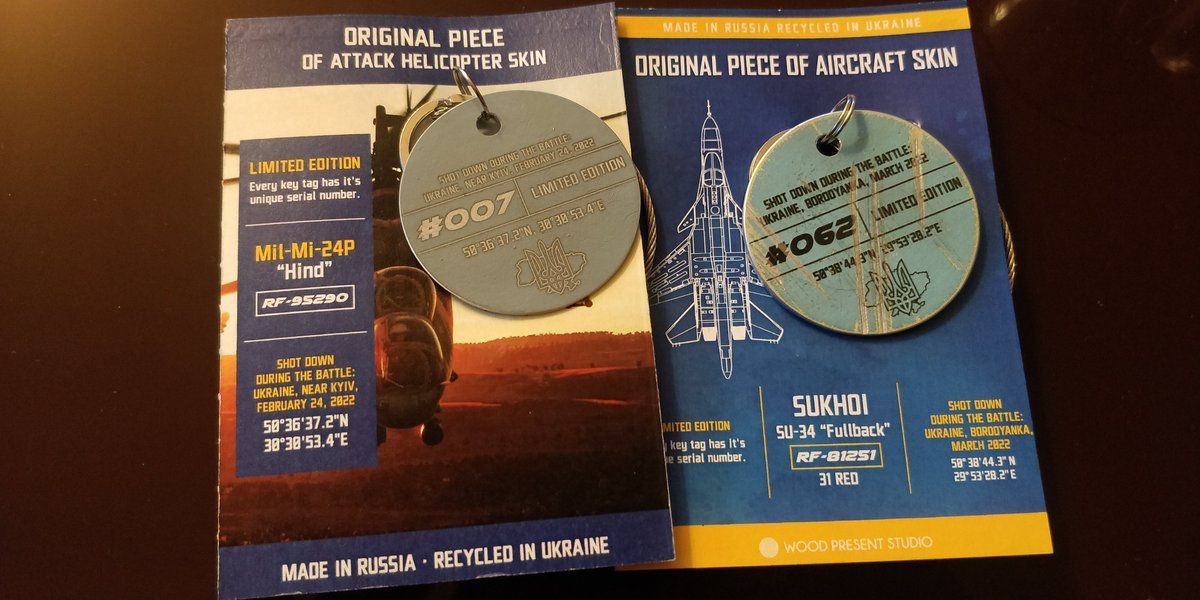 ORIGINAL PIECE
OF ATTACK HELICOPTER SKIN
LIMITED EDITION
Every key tag has it's
unique serial number.
Mil-Mi-24P
"Hind"
RF-95290
SHOT DOWN
DURING THE BATTLE:
UKRAINE, NEAR KYIV,
FEBRUARY 24, 2022
50°36'37.2"N
30°30'53.4"E
MADE IN RUSSIA · RECYCLED IN UKRAINE
SHOT DOWN DURING THE BATTLE:
UKRAINE, NEAR KYIV, FEBRUARY 24, 2022
#007
LIMITED EDITION
50°36'37.2"N 30°30'53.4"E
MADE IN RUSSIA RECYCLED IN UKRAINE
ORIGINAL PIECE OF AIRCRAFT SKIN
SHOT DOWN DURING THE BATTLE:
UKRAINE, BORODYANKA, MARCH 2022
#062
LIMITED EDITION
50°38'44.3"N 29°53'28.2"E
MITED EDITION
key tag has it's
e serial number.
SUKHOI
SU-34 "Fullback"
RF-81251
31 RED
SHOT DOWN
DURING THE BATTLE:
UKRAINE, BORODYANKA,
MARCH 2022
50°38'44.3"N
29°53'28.2"E
WOOD PRESENT STUDIO